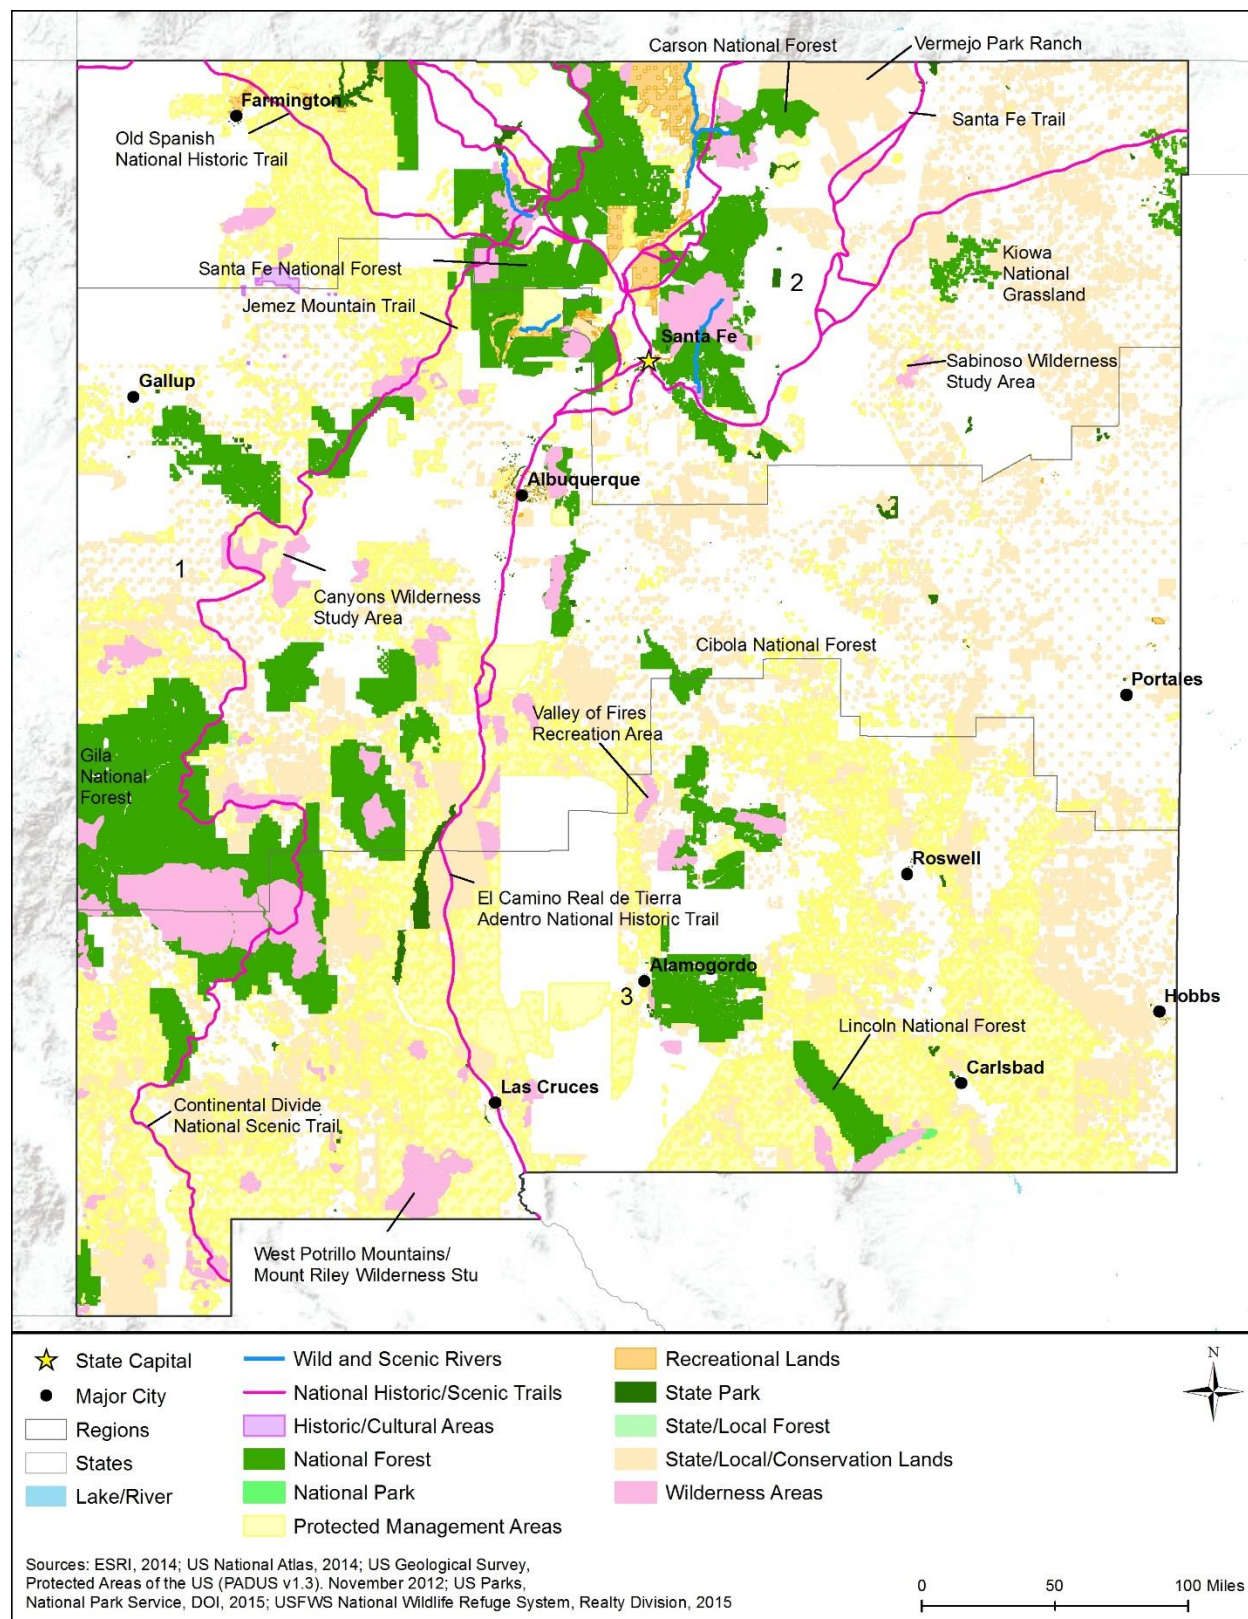 Carson National Forest
Vermejo Park Ranch
Farmington
Old Spanish
National Historic Trail
Santa Fe Trail
Santa Fe National Forest
Jemez Mountain Trail
2
Kiowa
National
Grassland
Santa Fe
Sabinoso Wilderness
Study Area
Gallup
Albuquerque
1
Canyons Wilderness
Study Area
Cibola National Forest
Portales
Valley of Fires
Recreation Area
Gila
National
Forest
Roswell
El Camino Real de Tierra
Adentro National Historic Trail
Alamogordo
3
Hobbs
Lincoln National Forest
Carlsbad
Las Cruces
Continental Divide
National Scenic Trail
West Potrillo Mountains/
Mount Riley Wilderness Stu
State Capital
Major City
Regions
States
Lake/River
Wild and Scenic Rivers
National Historic/Scenic Trails
Historic/Cultural Areas
National Forest
National Park
Protected Management Areas
Recreational Lands
State Park
State/Local Forest
State/Local/Conservation Lands
Wilderness Areas
N
Sources: ESRI, 2014; US National Atlas, 2014; US Geological Survey,
Protected Areas of the US (PADUS v1.3). November 2012; US Parks,
National Park Service, DOI, 2015; USFWS National Wildlife Refuge System, Realty Division, 2015
0 50 100 Miles